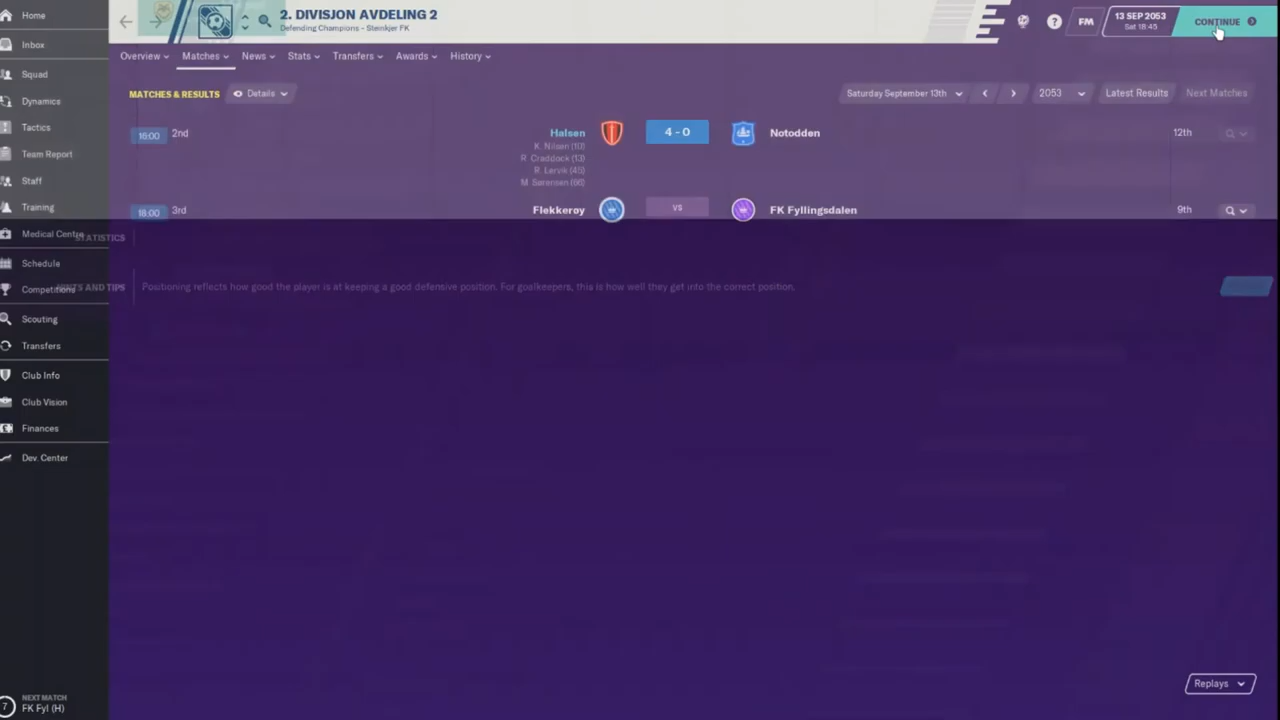 Home
Inbox
Squad
Dynamics
Tactics
Team Report
Staff
Training
Medical Centre
Schedule
Competitions
Scouting
Transfers
Club Info
Club Vision
Finances
Dev. Center
NEXT MATCH
FK Fyl (H)
7
2. DIVISJON AVDELING 2
Defending Champions - Steinkjer FK
? FM
13 SEP 2053
Sat 18:45
CONTINUE
Overview Matches News Stats Transfers Awards History
MATCHES & RESULTS Details
Saturday September 13th 2053 Latest Results Next Matches
16:00 2nd Halsen 4 - 0 Notodden 12th
K. Nilsen (10)
R. Craddock (13)
R. Lervik (45)
M. Sørensen (66)
16:00 3rd Flekkerøy vs FK Fyllingsdalen 9th
STATISTICS
HINTS AND TIPS
Positioning reflects how good the player is at keeping a good defensive position. For goalkeepers, this is how well they get into the correct position.
Replays